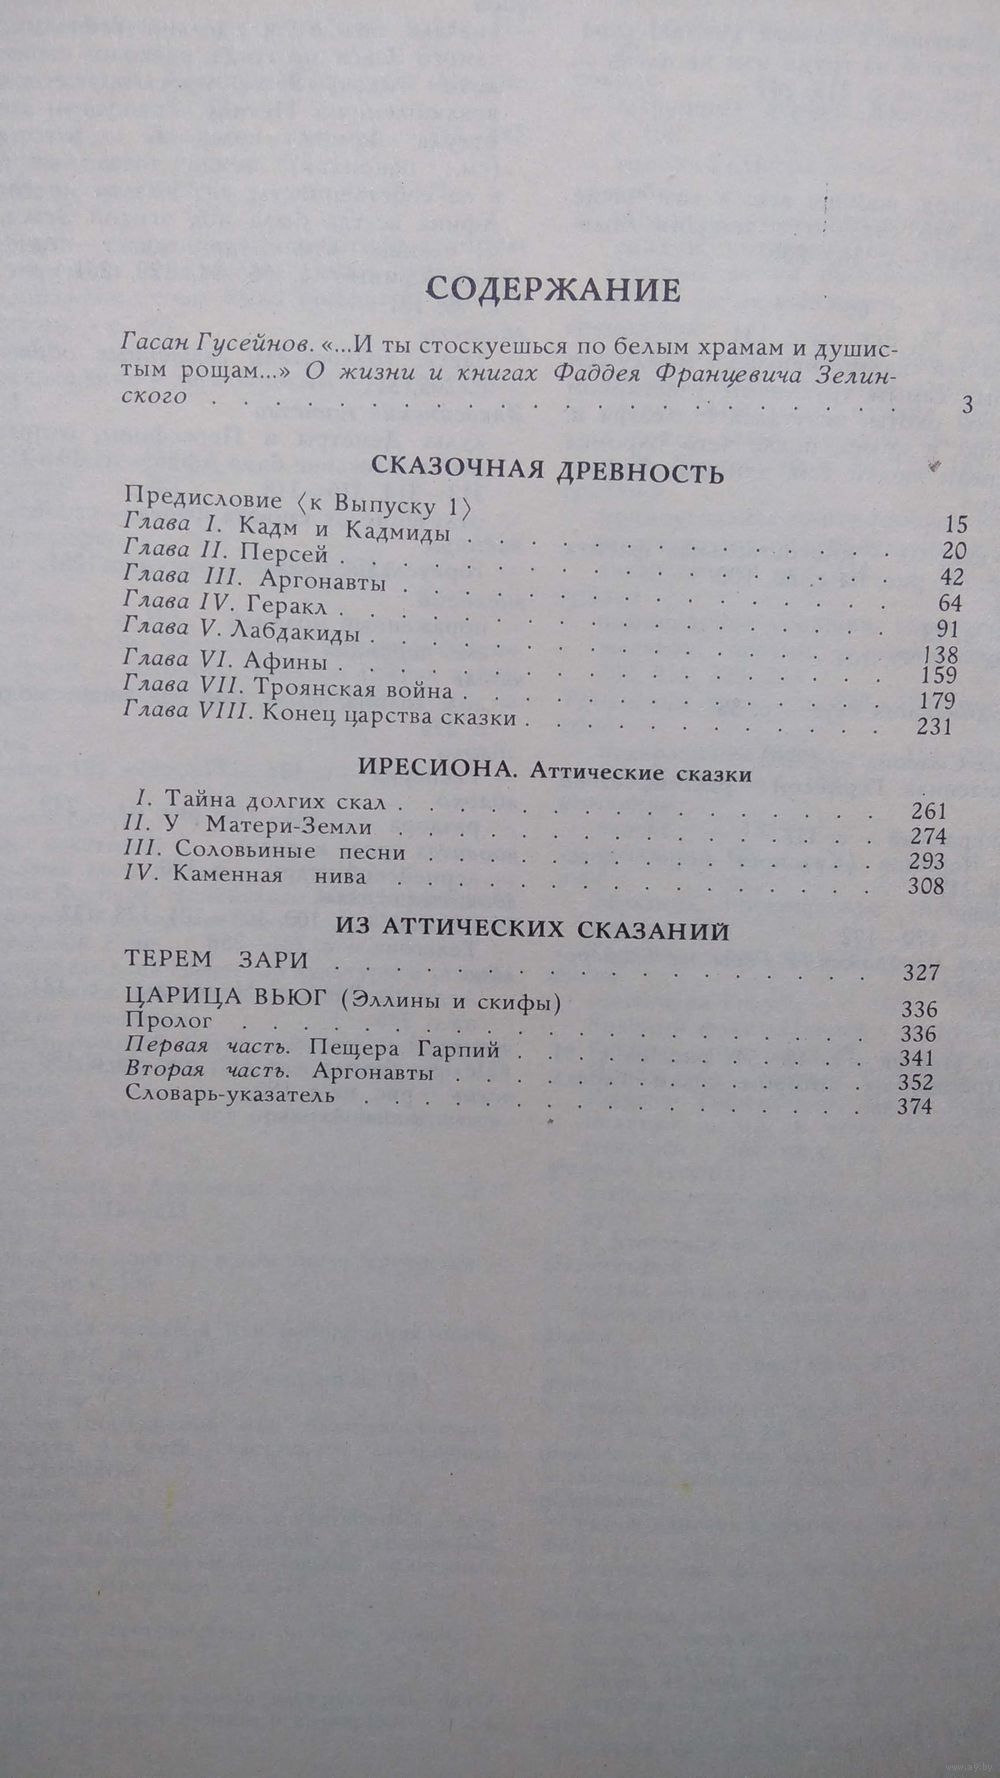 СОДЕРЖАНИЕ
Гасан Гусейнов. «...И ты стоскуешься по белым храмам и душис-
тым рощам...» О жизни и книгах Фаддея Францевича Зелин-
ского . . . . . . . . . . . . . . . . . . 3
СКАЗОЧНАЯ ДРЕВНОСТЬ
Предисловие ⟨к Выпуску 1⟩ 15
Глава I. Кадм и Кадмиды . . . . . . . . . . . . 20
Глава II. Персей . . . . . . . . . . . . . . . 42
Глава III. Аргонавты . . . . . . . . . . . . . 64
Глава IV. Геракл . . . . . . . . . . . . . . . 91
Глава V. Лабдакиды . . . . . . . . . . . . . . 138
Глава VI. Афины . . . . . . . . . . . . . . . 159
Глава VII. Троянская война . . . . . . . . . . . 179
Глава VIII. Конец царства сказки . . . . . . . . . 231
ИРЕСИОНА. Аттические сказки
I. Тайна долгих скал . . . . . . . . . . . . . 261
II. У Матери-Земли . . . . . . . . . . . . . 274
III. Соловьиные песни . . . . . . . . . . . . 293
IV. Каменная нива . . . . . . . . . . . . . 308
ИЗ АТТИЧЕСКИХ СКАЗАНИЙ
ТЕРЕМ ЗАРИ . . . . . . . . . . . . . . . 327
ЦАРИЦА ВЬЮГ (Эллины и скифы) 336
Пролог . . . . . . . . . . . . . . . . . 336
Первая часть. Пещера Гарпий . . . . . . . . . 341
Вторая часть. Аргонавты . . . . . . . . . . . 352
Словарь-указатель . . . . . . . . . . . . . . 374
www.ay.by